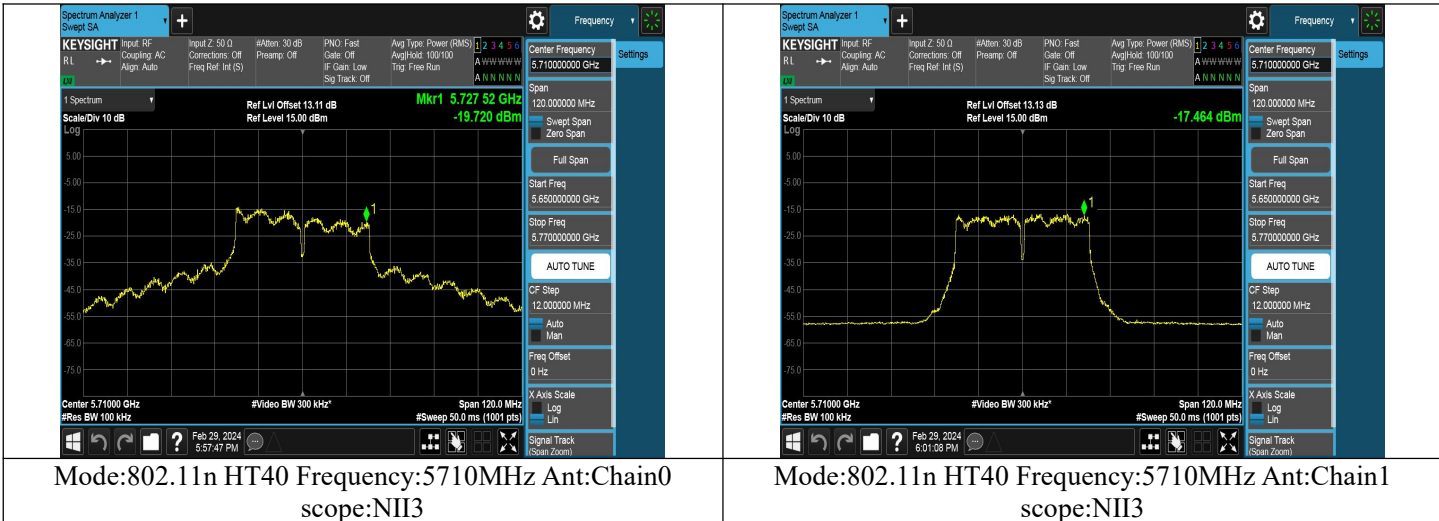 Spectrum Analyzer 1
Swept SA
+
Frequency
KEYSIGHT
RL
Input: RF
Coupling: AC
Align: Auto
Input Z: 50 Ω
Corrections: Off
Freq Ref: Int (S)
#Atten: 30 dB
Preamp: Off
PNO: Fast
Gate: Off
IF Gain: Low
Sig Track: Off
Avg Type: Power (RMS)
Avg|Hold: 100/100
Trig: Free Run
1 2 3 4 5 6
A W W W W W
A N N N N N
1 Spectrum
Scale/Div 10 dB
Log
Ref Lvl Offset 13.11 dB
Ref Level 15.00 dBm
Mkr1 5.727 52 GHz
-19.720 dBm
5.00
-5.00
-15.0
-25.0
-35.0
-45.0
-55.0
-65.0
-75.0
1
Center 5.71000 GHz
#Res BW 100 kHz
#Video BW 300 kHz*
Span 120.0 MHz
#Sweep 50.0 ms (1001 pts)
Center Frequency
5.710000000 GHz
Settings
Span
120.000000 MHz
Swept Span
Zero Span
Full Span
Start Freq
5.650000000 GHz
Stop Freq
5.770000000 GHz
AUTO TUNE
CF Step
12.000000 MHz
Auto
Man
Freq Offset
0 Hz
X Axis Scale
Log
Lin
Signal Track
(Span Zoom)
?
Feb 29, 2024
5:57:47 PM
Mode:802.11n HT40 Frequency:5710MHz Ant:Chain0
scope:NII3
Spectrum Analyzer 1
Swept SA
+
Frequency
KEYSIGHT
RL
Input: RF
Coupling: AC
Align: Auto
Input Z: 50 Ω
Corrections: Off
Freq Ref: Int (S)
#Atten: 30 dB
Preamp: Off
PNO: Fast
Gate: Off
IF Gain: Low
Sig Track: Off
Avg Type: Power (RMS)
Avg|Hold: 100/100
Trig: Free Run
1 2 3 4 5 6
A W W W W W
A N N N N N
1 Spectrum
Scale/Div 10 dB
Log
Ref Lvl Offset 13.13 dB
Ref Level 15.00 dBm
-17.464 dBm
5.00
-5.00
-15.0
-25.0
-35.0
-45.0
-55.0
-65.0
-75.0
1
Center 5.71000 GHz
#Res BW 100 kHz
#Video BW 300 kHz*
Span 120.0 MHz
#Sweep 50.0 ms (1001 pts)
Center Frequency
5.710000000 GHz
Settings
Span
120.000000 MHz
Swept Span
Zero Span
Full Span
Start Freq
5.650000000 GHz
Stop Freq
5.770000000 GHz
AUTO TUNE
CF Step
12.000000 MHz
Auto
Man
Freq Offset
0 Hz
X Axis Scale
Log
Lin
Signal Track
(Span Zoom)
?
Feb 29, 2024
6:01:08 PM
Mode:802.11n HT40 Frequency:5710MHz Ant:Chain1
scope:NII3